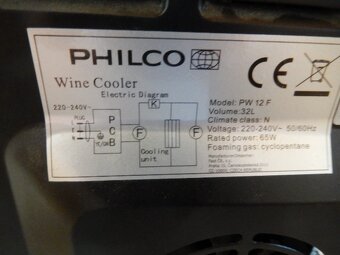 PHILCO
CE
Wine Cooler
Electric Diagram
220-240V~
PLUG
P
C
B
K
F
F
Cooling
unit
Model: PW 12 F
Volume:32L
Climate class: N
Voltage: 220-240V~ 50/60Hz
Rated power: 65W
Foaming gas: cyclopentane